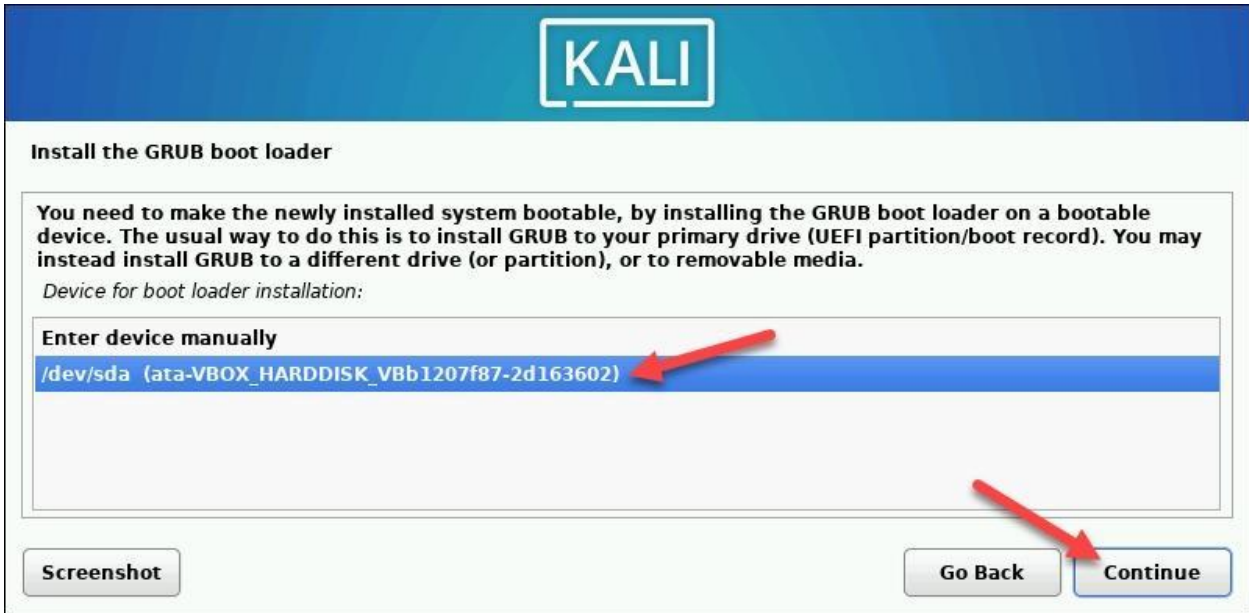 KALI
Install the GRUB boot loader
You need to make the newly installed system bootable, by installing the GRUB boot loader on a bootable
device. The usual way to do this is to install GRUB to your primary drive (UEFI partition/boot record). You may
instead install GRUB to a different drive (or partition), or to removable media.
Device for boot loader installation:
Enter device manually
/dev/sda (ata-VBOX_HARDDISK_VBb1207f87-2d163602)
Screenshot
Go Back
Continue